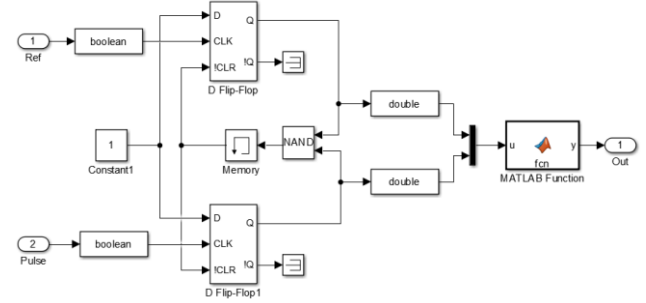 D
Q
1
boolean
CLK
Ref
!Q
!CLR
D Flip-Flop
double
1
NAND
u
y
1
fcn
Out
Constant1
Memory
MATLAB Function
double
D
Q
2
boolean
CLK
Pulse
!Q
!CLR
D Flip-Flop1